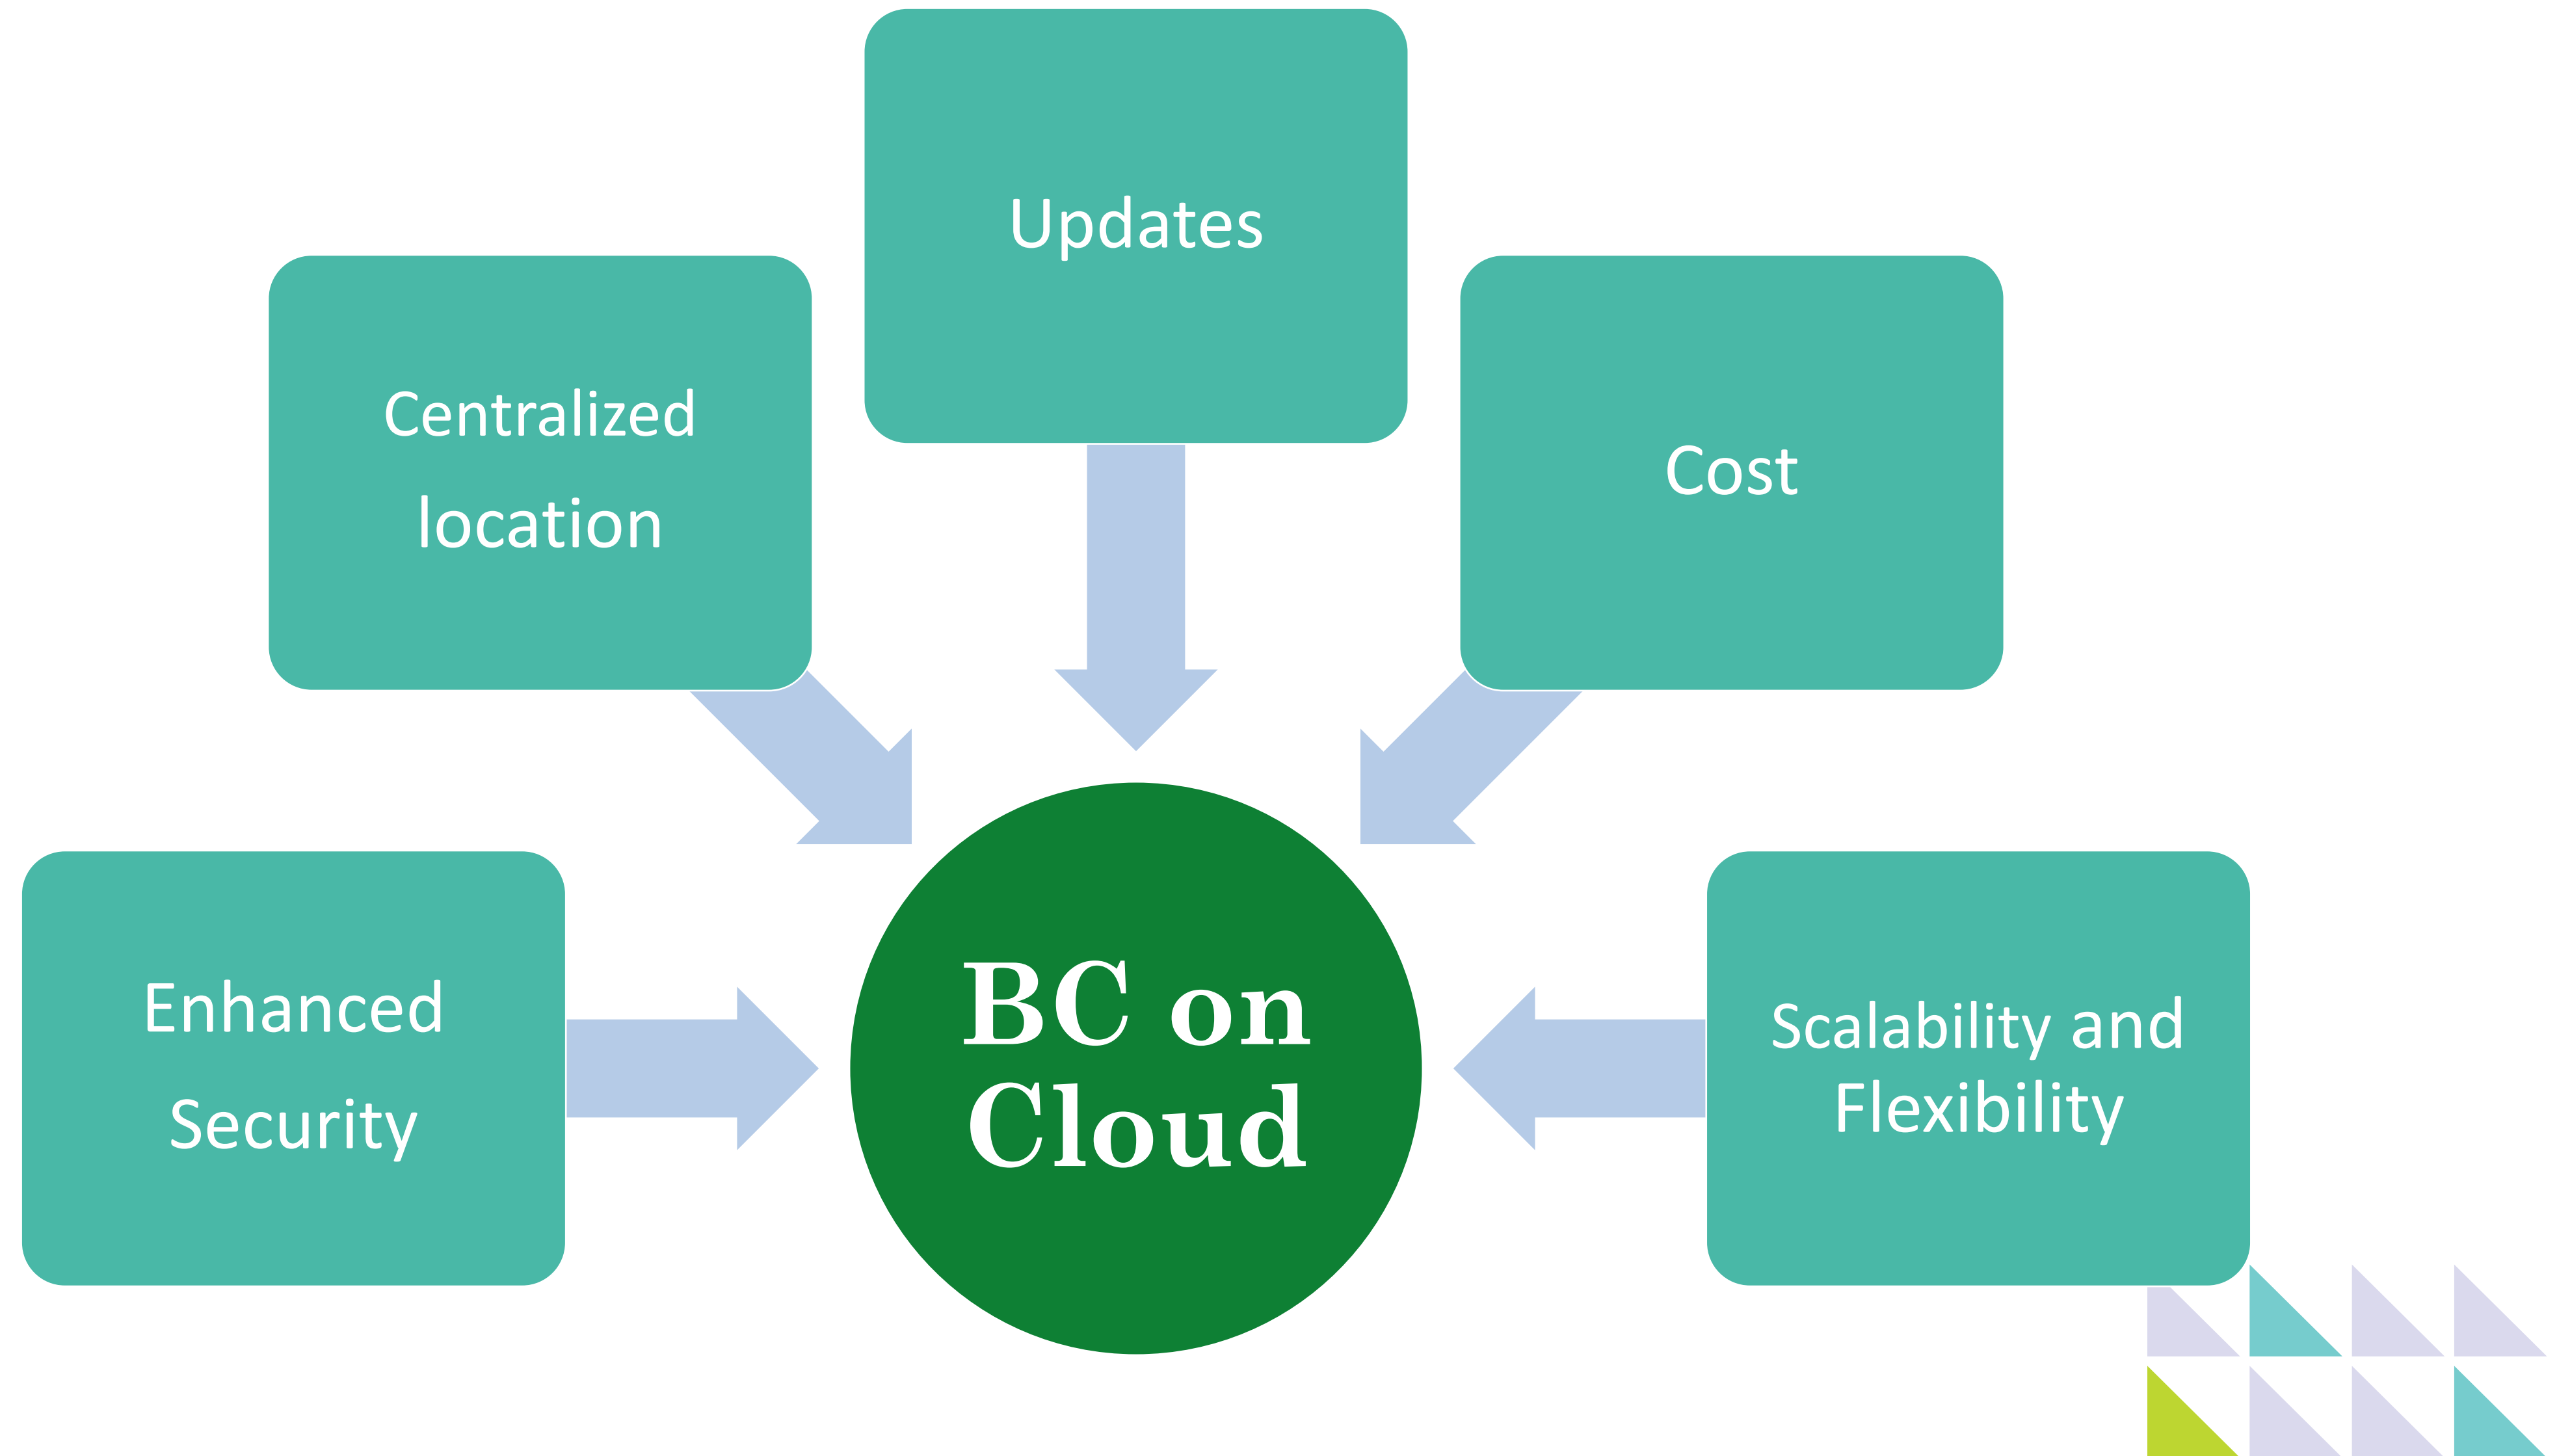 Updates
Centralized
location
Cost
Enhanced
Security
BC on
Cloud
Scalability and
Flexibility